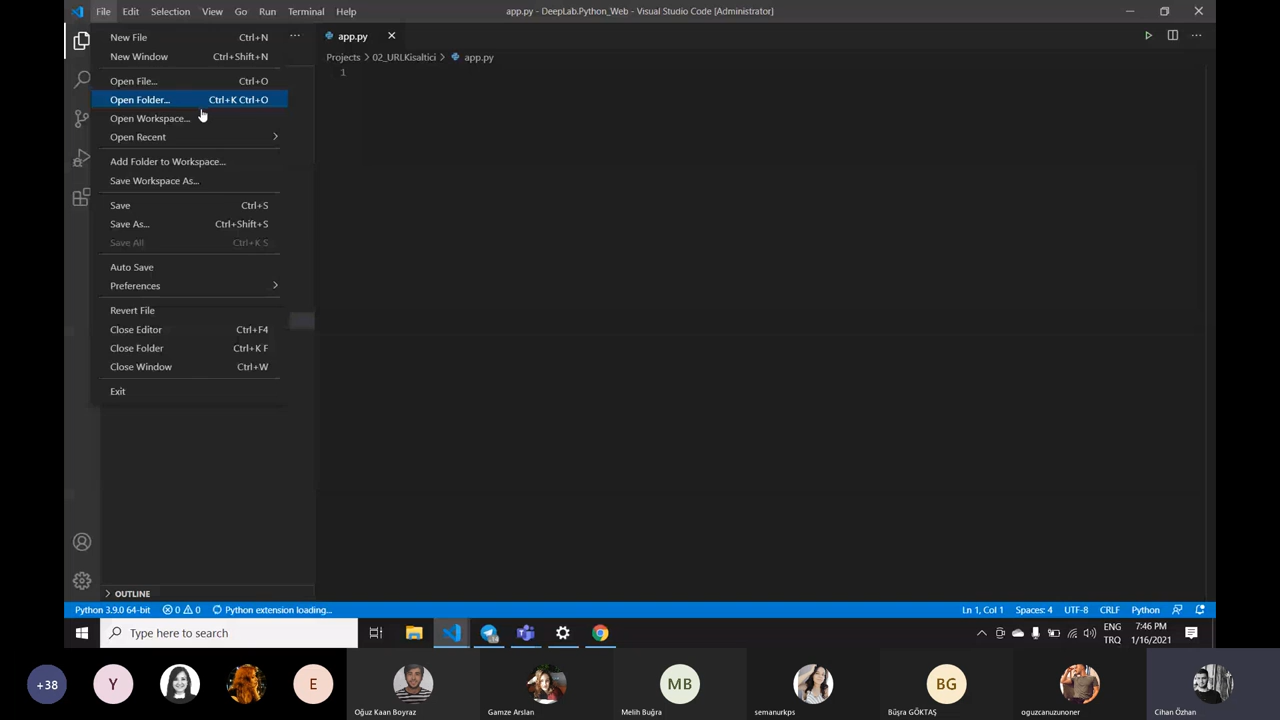 File Edit Selection View Go Run Terminal Help
app.py - DeepLab.Python_Web - Visual Studio Code [Administrator]
New File Ctrl+N
New Window Ctrl+Shift+N
Open File... Ctrl+O
Open Folder... Ctrl+K Ctrl+O
Open Workspace...
Open Recent
Add Folder to Workspace...
Save Workspace As...
Save Ctrl+S
Save As... Ctrl+Shift+S
Save All Ctrl+K S
Auto Save
Preferences
Revert File
Close Editor Ctrl+F4
Close Folder Ctrl+K F
Close Window Ctrl+W
Exit
app.py
Projects > 02_URLKisaltici > app.py
1
OUTLINE
Python 3.9.0 64-bit 0 0 Python extension loading... Ln 1, Col 1 Spaces: 4 UTF-8 CRLF Python
Type here to search
ENG
TRQ
7:46 PM
1/16/2021
+38 Y E MB BG
Oğuz Kaan Boyraz Gamze Arslan Melih Buğra semanurkps Büşra GÖKTAŞ oguzcanuzunoner Cihan Özhan